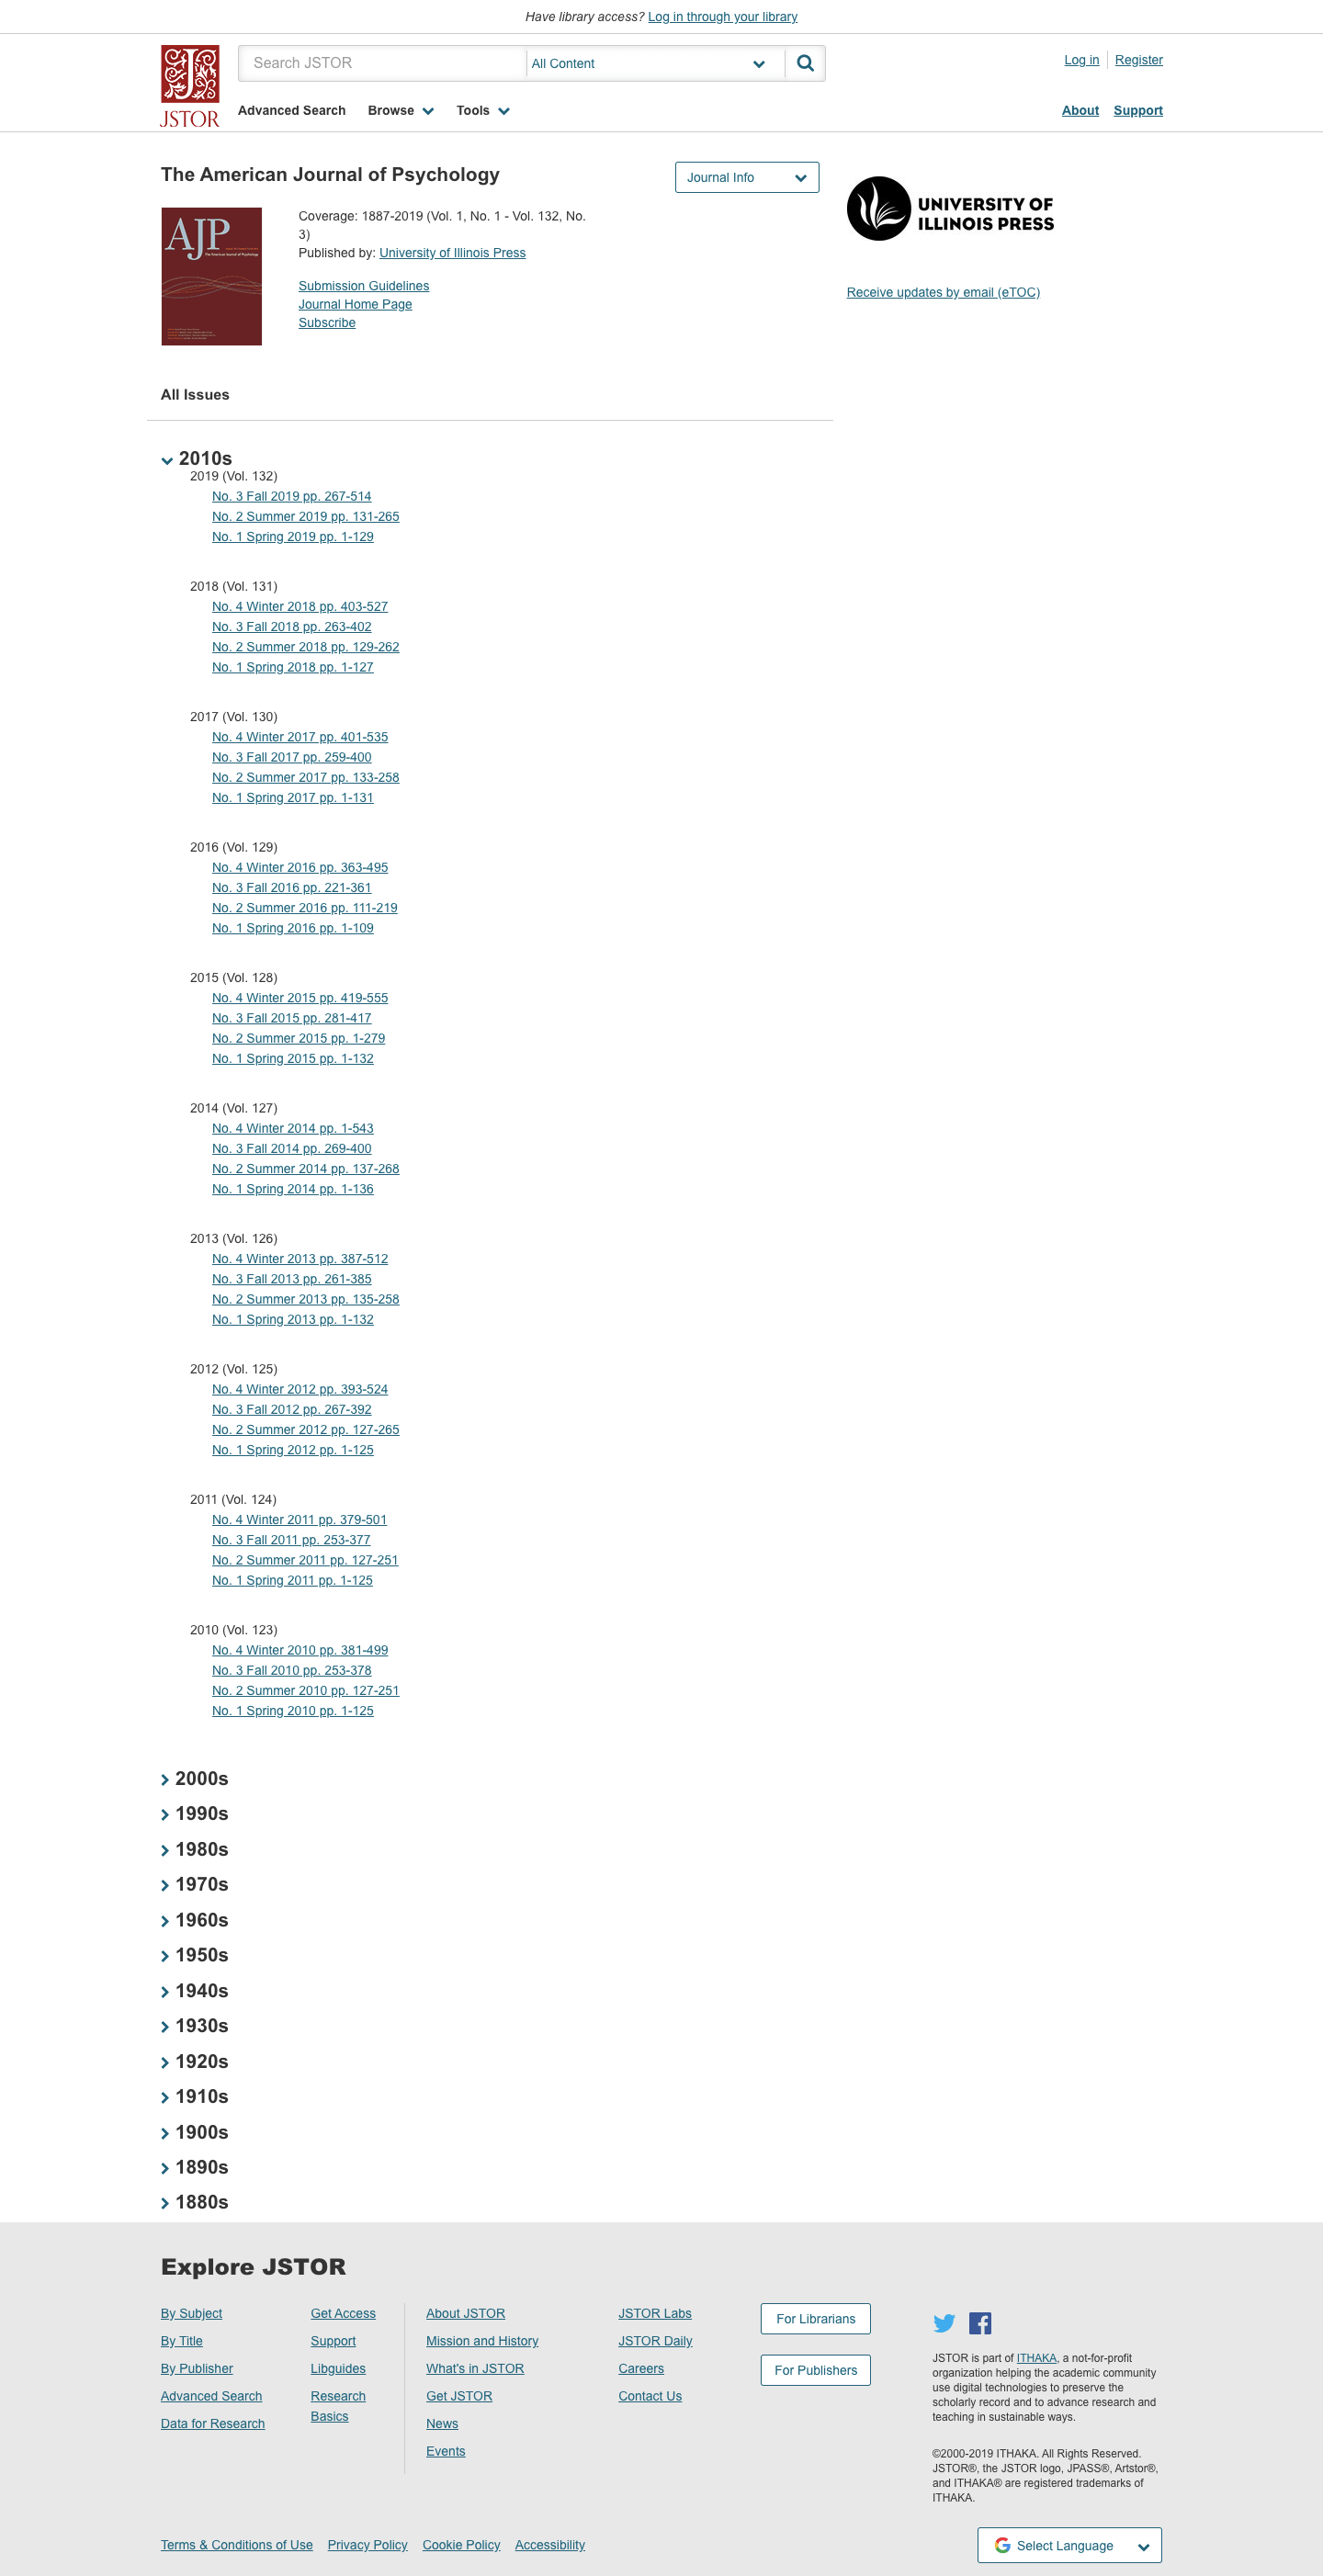 Have library access? Log in through your library
JSTOR
Search JSTOR
All Content
Log in
Register
Advanced Search
Browse
Tools
About
Support
The American Journal of Psychology
Journal Info
UNIVERSITY OF
ILLINOIS PRESS
AJP
The American Journal of Psychology
Coverage: 1887-2019 (Vol. 1, No. 1 - Vol. 132, No.
3)
Published by: University of Illinois Press
Submission Guidelines
Journal Home Page
Subscribe
Receive updates by email (eTOC)
All Issues
2010s
2019 (Vol. 132)
No. 3 Fall 2019 pp. 267-514
No. 2 Summer 2019 pp. 131-265
No. 1 Spring 2019 pp. 1-129
2018 (Vol. 131)
No. 4 Winter 2018 pp. 403-527
No. 3 Fall 2018 pp. 263-402
No. 2 Summer 2018 pp. 129-262
No. 1 Spring 2018 pp. 1-127
2017 (Vol. 130)
No. 4 Winter 2017 pp. 401-535
No. 3 Fall 2017 pp. 259-400
No. 2 Summer 2017 pp. 133-258
No. 1 Spring 2017 pp. 1-131
2016 (Vol. 129)
No. 4 Winter 2016 pp. 363-495
No. 3 Fall 2016 pp. 221-361
No. 2 Summer 2016 pp. 111-219
No. 1 Spring 2016 pp. 1-109
2015 (Vol. 128)
No. 4 Winter 2015 pp. 419-555
No. 3 Fall 2015 pp. 281-417
No. 2 Summer 2015 pp. 1-279
No. 1 Spring 2015 pp. 1-132
2014 (Vol. 127)
No. 4 Winter 2014 pp. 1-543
No. 3 Fall 2014 pp. 269-400
No. 2 Summer 2014 pp. 137-268
No. 1 Spring 2014 pp. 1-136
2013 (Vol. 126)
No. 4 Winter 2013 pp. 387-512
No. 3 Fall 2013 pp. 261-385
No. 2 Summer 2013 pp. 135-258
No. 1 Spring 2013 pp. 1-132
2012 (Vol. 125)
No. 4 Winter 2012 pp. 393-524
No. 3 Fall 2012 pp. 267-392
No. 2 Summer 2012 pp. 127-265
No. 1 Spring 2012 pp. 1-125
2011 (Vol. 124)
No. 4 Winter 2011 pp. 379-501
No. 3 Fall 2011 pp. 253-377
No. 2 Summer 2011 pp. 127-251
No. 1 Spring 2011 pp. 1-125
2010 (Vol. 123)
No. 4 Winter 2010 pp. 381-499
No. 3 Fall 2010 pp. 253-378
No. 2 Summer 2010 pp. 127-251
No. 1 Spring 2010 pp. 1-125
2000s
1990s
1980s
1970s
1960s
1950s
1940s
1930s
1920s
1910s
1900s
1890s
1880s
Explore JSTOR
By Subject
By Title
By Publisher
Advanced Search
Data for Research
Get Access
Support
Libguides
Research
Basics
About JSTOR
Mission and History
What's in JSTOR
Get JSTOR
News
Events
JSTOR Labs
JSTOR Daily
Careers
Contact Us
For Librarians
For Publishers
JSTOR is part of ITHAKA, a not-for-profit
organization helping the academic community
use digital technologies to preserve the
scholarly record and to advance research and
teaching in sustainable ways.
©2000-2019 ITHAKA. All Rights Reserved.
JSTOR®, the JSTOR logo, JPASS®, Artstor®,
and ITHAKA® are registered trademarks of
ITHAKA.
Terms & Conditions of Use
Privacy Policy
Cookie Policy
Accessibility
Select Language